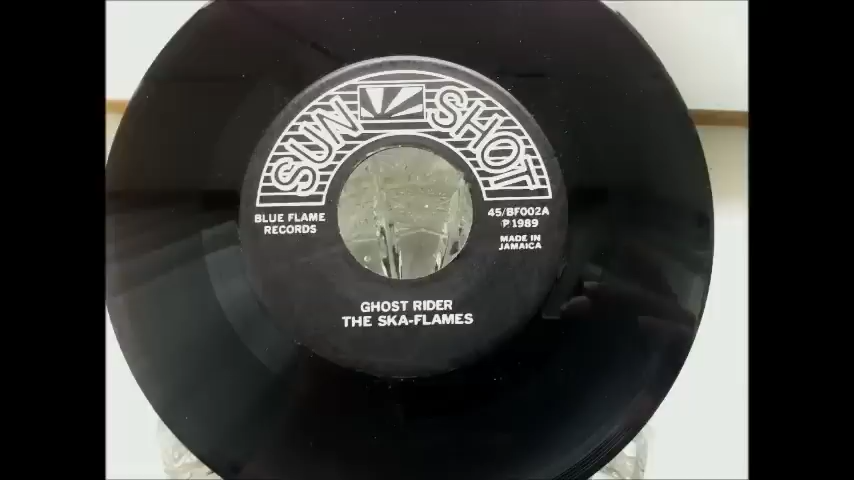 SUN SHOT
BLUE FLAME
RECORDS
45/BF002A
P 1989
MADE IN
JAMAICA
GHOST RIDER
THE SKA-FLAMES